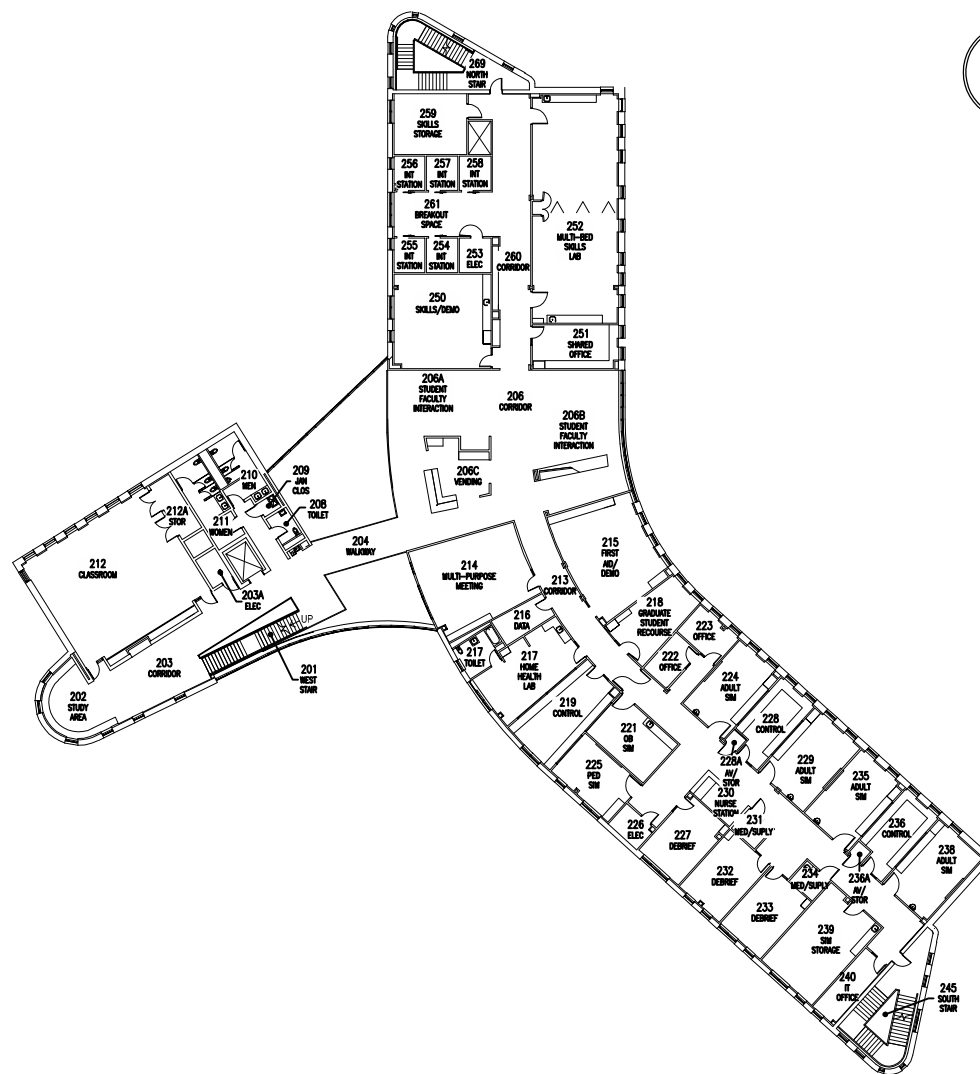 269
NORTH
STAIR
259
SKILLS
STORAGE
256
INT
STATION
257
INT
STATION
258
INT
STATION
261
BREAKOUT
SPACE
252
MULTI-BED
SKILLS
LAB
255
INT
STATION
254
INT
STATION
253
ELEC
260
CORRIDOR
250
SKILLS/DEMO
251
SHARED
OFFICE
206A
STUDENT
FACULTY
INTERACTION
206
CORRIDOR
206B
STUDENT
FACULTY
INTERACTION
206C
VENDING
209
JAN
CLOS
210
MEN
208
TOILET
212A
STOR
211
WOMEN
212
CLASSROOM
204
WALKWAY
203A
ELEC
UP
201
WEST
STAIR
203
CORRIDOR
202
STUDY
AREA
214
MULTI-PURPOSE
MEETING
213
CORRIDOR
215
FIRST
AID/
DEMO
216
DATA
218
GRADUATE
STUDENT
RECOURSE
223
OFFICE
217
TOILET
217
HOME
HEALTH
LAB
222
OFFICE
224
ADULT
SIM
219
CONTROL
221
OB
SIM
228
CONTROL
228A
AV/
STOR
229
ADULT
SIM
225
PED
SIM
235
ADULT
SIM
230
NURSE
STATION
226
ELEC
227
DEBRIEF
231
MED/SUPLY
236
CONTROL
238
ADULT
SIM
232
DEBRIEF
234
MED/SUPLY
236A
AV/
STOR
233
DEBRIEF
239
SIM
STORAGE
240
IT
OFFICE
245
SOUTH
STAIR